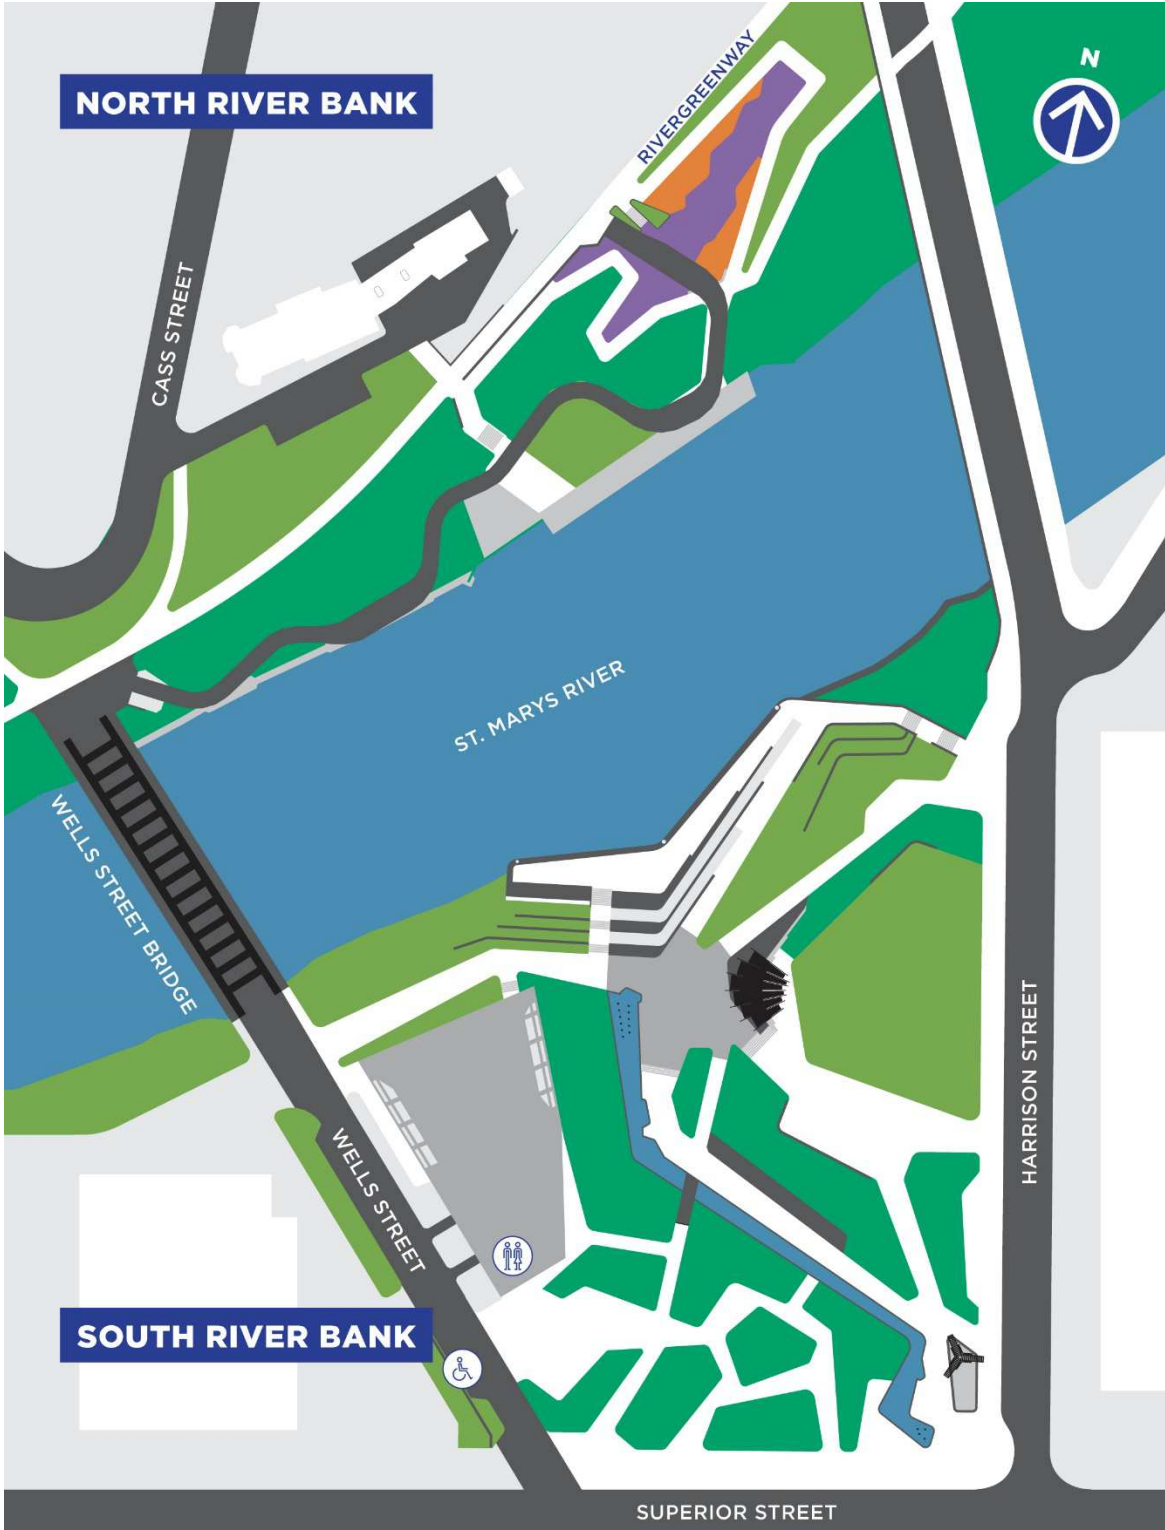 N
RIVERGREENWAY
NORTH RIVER BANK
CASS STREET
ST. MARYS RIVER
WELLS STREET BRIDGE
HARRISON STREET
WELLS STREET
SOUTH RIVER BANK
SUPERIOR STREET